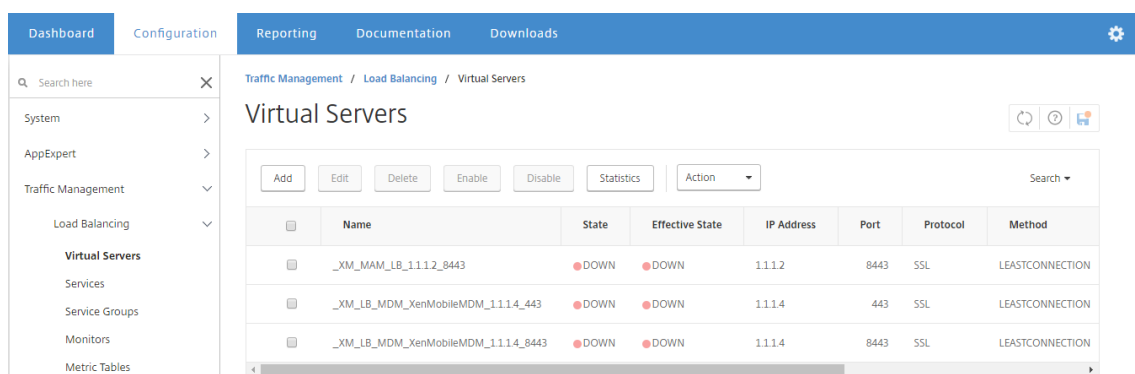 Dashboard Configuration Reporting Documentation Downloads
Search here
Traffic Management / Load Balancing / Virtual Servers
System
Virtual Servers
AppExpert
Add Edit Delete Enable Disable Statistics Action Search
Traffic Management
Load Balancing
Name State Effective State IP Address Port Protocol Method
Virtual Servers
_XM_MAM_LB_1.1.1.2_8443 DOWN DOWN 1.1.1.2 8443 SSL LEASTCONNECTION
Services
_XM_LB_MDM_XenMobileMDM_1.1.1.4_443 DOWN DOWN 1.1.1.4 443 SSL LEASTCONNECTION
Service Groups
Monitors
_XM_LB_MDM_XenMobileMDM_1.1.1.4_8443 DOWN DOWN 1.1.1.4 8443 SSL LEASTCONNECTION
Metric Tables